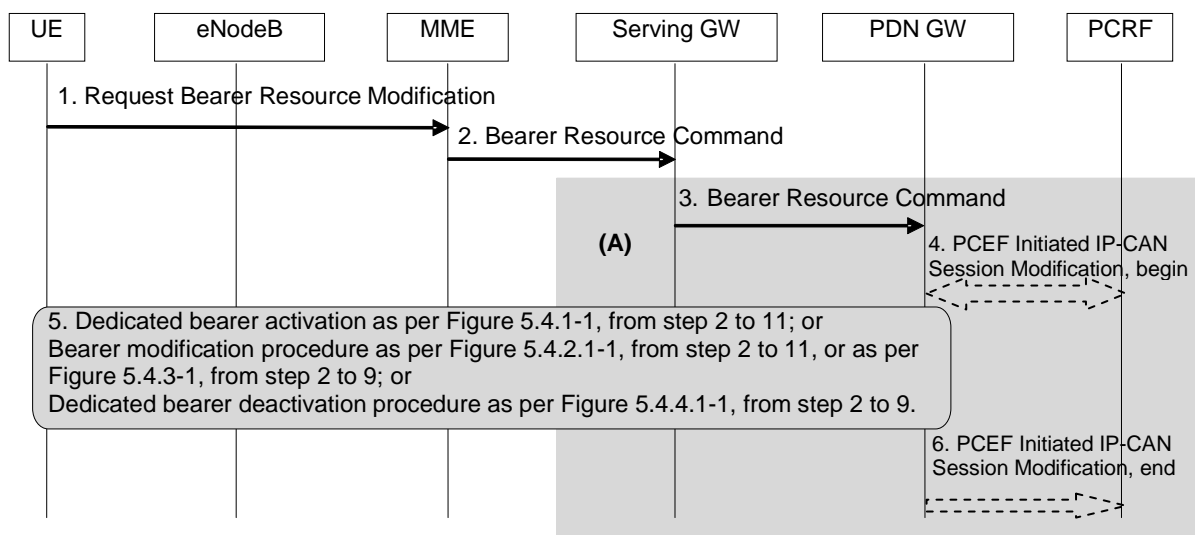 UE
eNodeB
MME
Serving GW
PDN GW
PCRF
1. Request Bearer Resource Modification
2. Bearer Resource Command
3. Bearer Resource Command
(A)
4. PCEF Initiated IP-CAN
Session Modification, begin
5. Dedicated bearer activation as per Figure 5.4.1-1, from step 2 to 11; or
Bearer modification procedure as per Figure 5.4.2.1-1, from step 2 to 11, or as per
Figure 5.4.3-1, from step 2 to 9; or
Dedicated bearer deactivation procedure as per Figure 5.4.4.1-1, from step 2 to 9.
6. PCEF Initiated IP-CAN
Session Modification, end